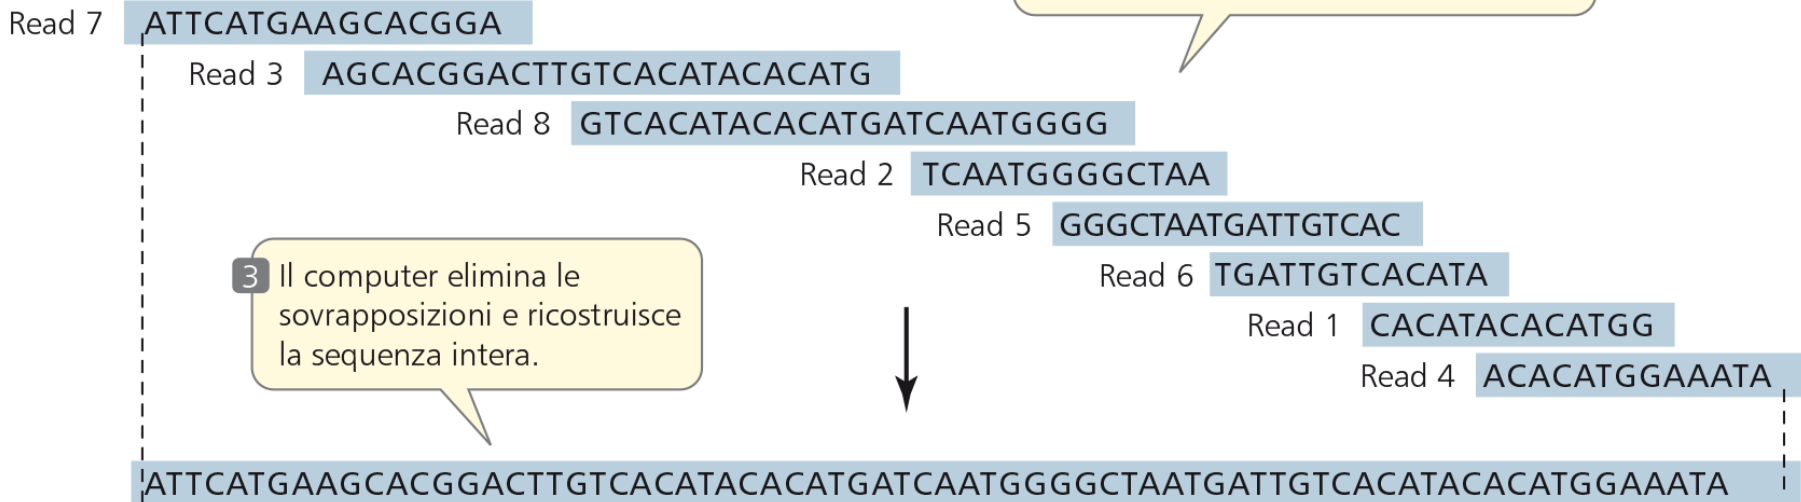 Read 7 ATTCATGAAGCACGGA
Read 3 AGCACGGACTTGTCACATACACATG
Read 8 GTCACATACACATGATCAATGGGG
Read 2 TCAATGGGGCTAA
Read 5 GGGCTAATGATTGTCAC
Read 6 TGATTGTCACATA
Read 1 CACATACACATGG
Read 4 ACACATGGAAATA
3 Il computer elimina le
sovrapposizioni e ricostruisce
la sequenza intera.
ATTCATGAAGCACGGACTTGTCACATACACATGATCAATGGGGCTAATGATTGTCACATACACATGGAAATA